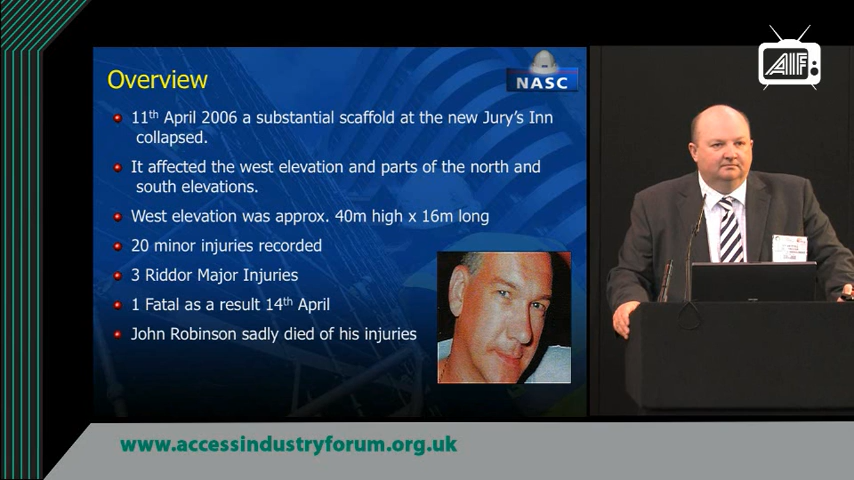 AIF
Overview
NASC
11th April 2006 a substantial scaffold at the new Jury's Inn
collapsed.
It affected the west elevation and parts of the north and
south elevations.
West elevation was approx. 40m high x 16m long
20 minor injuries recorded
3 Riddor Major Injuries
1 Fatal as a result 14th April
John Robinson sadly died of his injuries
www.accessindustryforum.org.uk